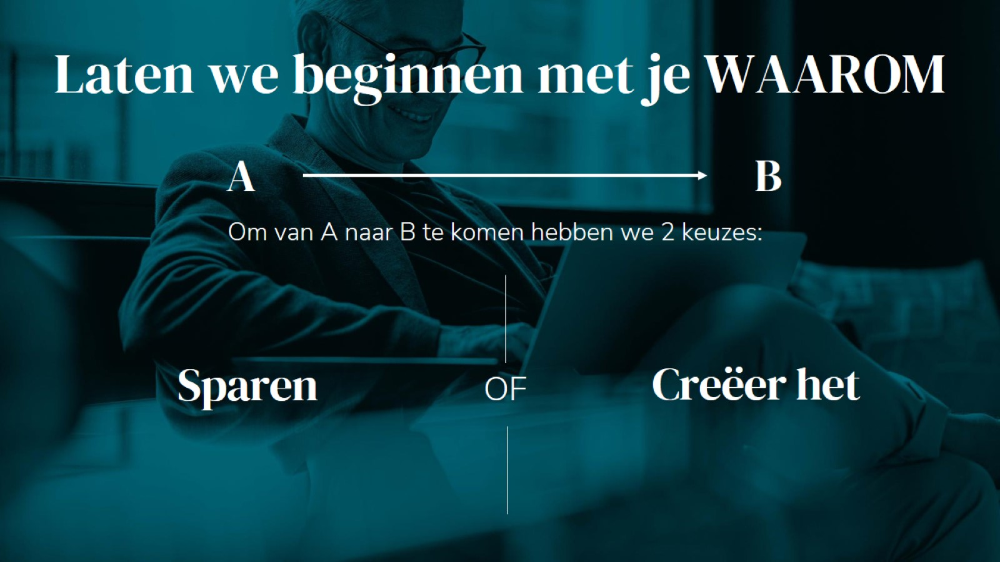 Laten we beginnen met je WAAROM
A B
Om van A naar B te komen hebben we 2 keuzes:
Sparen OF Creëer het